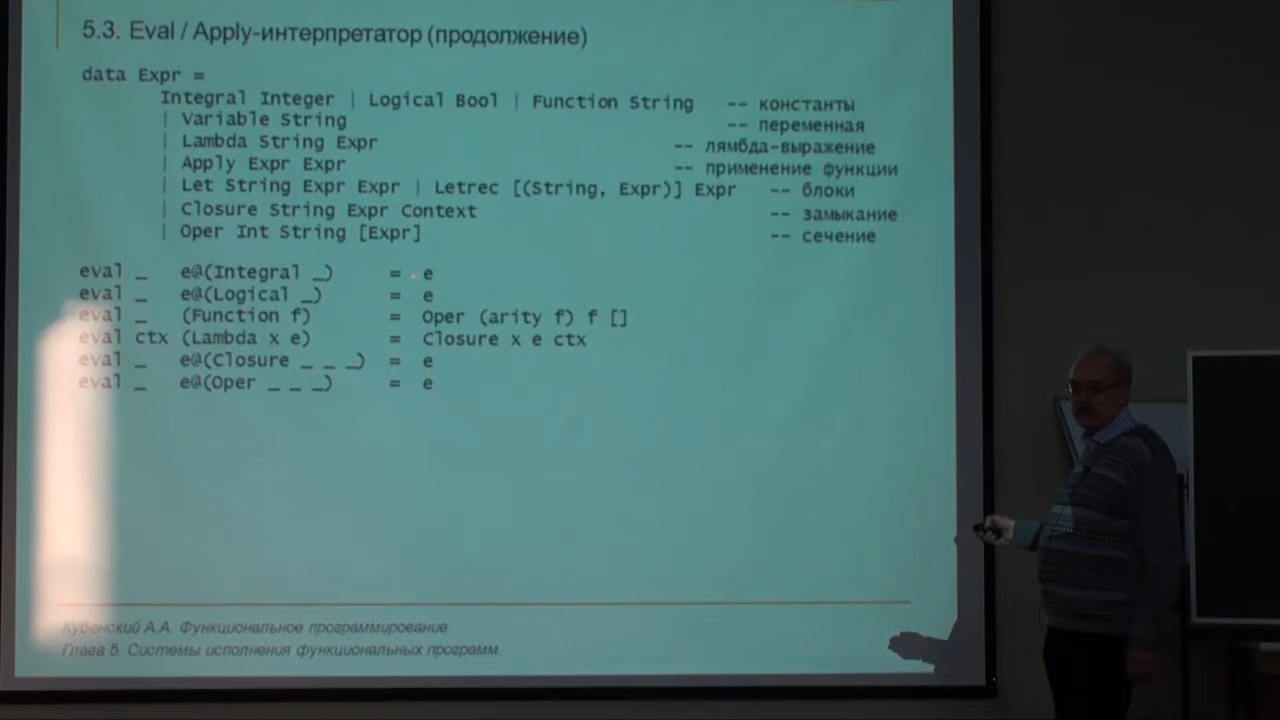 5.3. Eval / Apply-интерпретатор (продолжение)
data Expr =
Integral Integer | Logical Bool | Function String -- константы
| Variable String -- переменная
| Lambda String Expr -- лямбда-выражение
| Apply Expr Expr -- применение функции
| Let String Expr Expr | Letrec [(String, Expr)] Expr -- блоки
| Closure String Expr Context -- замыкание
| Oper Int String [Expr] -- сечение
eval _ e@(Integral _) = e
eval _ e@(Logical _) = e
eval _ (Function f) = Oper (arity f) f []
eval ctx (Lambda x e) = Closure x e ctx
eval _ e@(Closure _ _ _) = e
eval _ e@(Oper _ _ _) = e
Кубенский А.А. Функциональное программирование.
Глава 5. Системы исполнения функциональных программ.